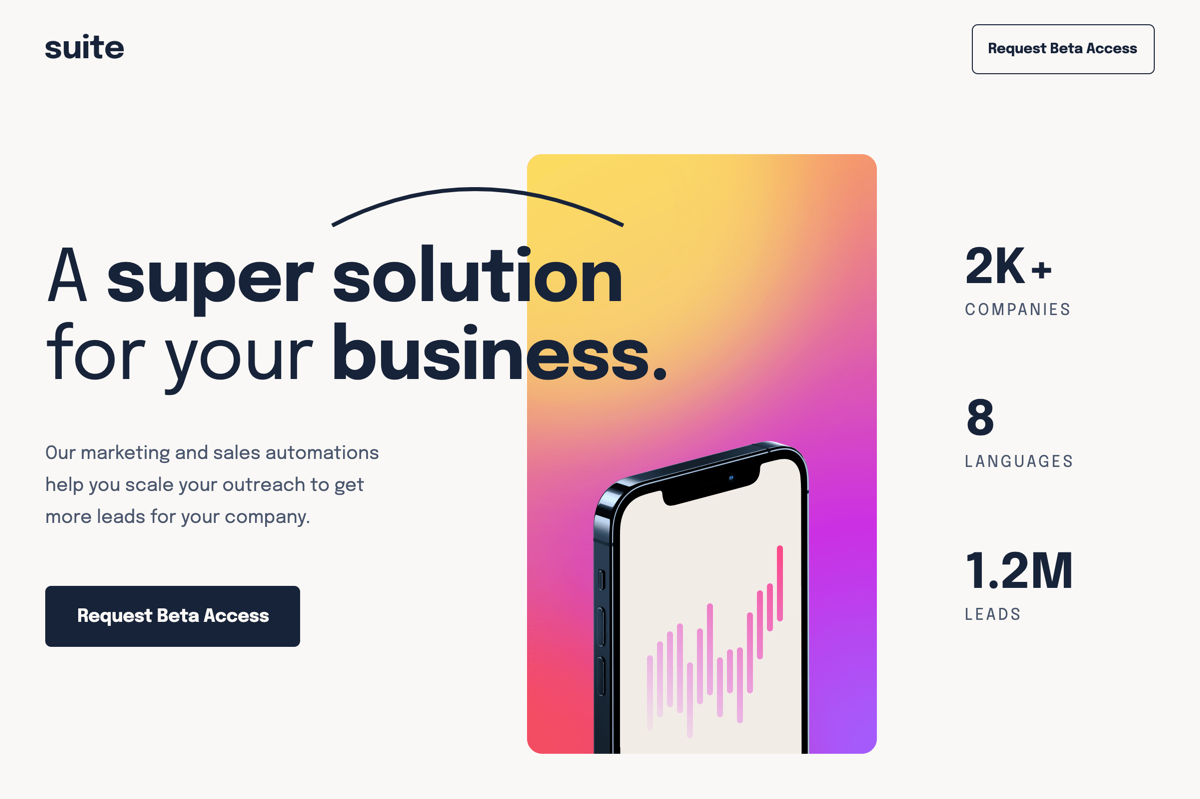 suite
Request Beta Access
A super solution
for your business.
Our marketing and sales automations
help you scale your outreach to get
more leads for your company.
Request Beta Access
2K+
COMPANIES
8
LANGUAGES
1.2M
LEADS